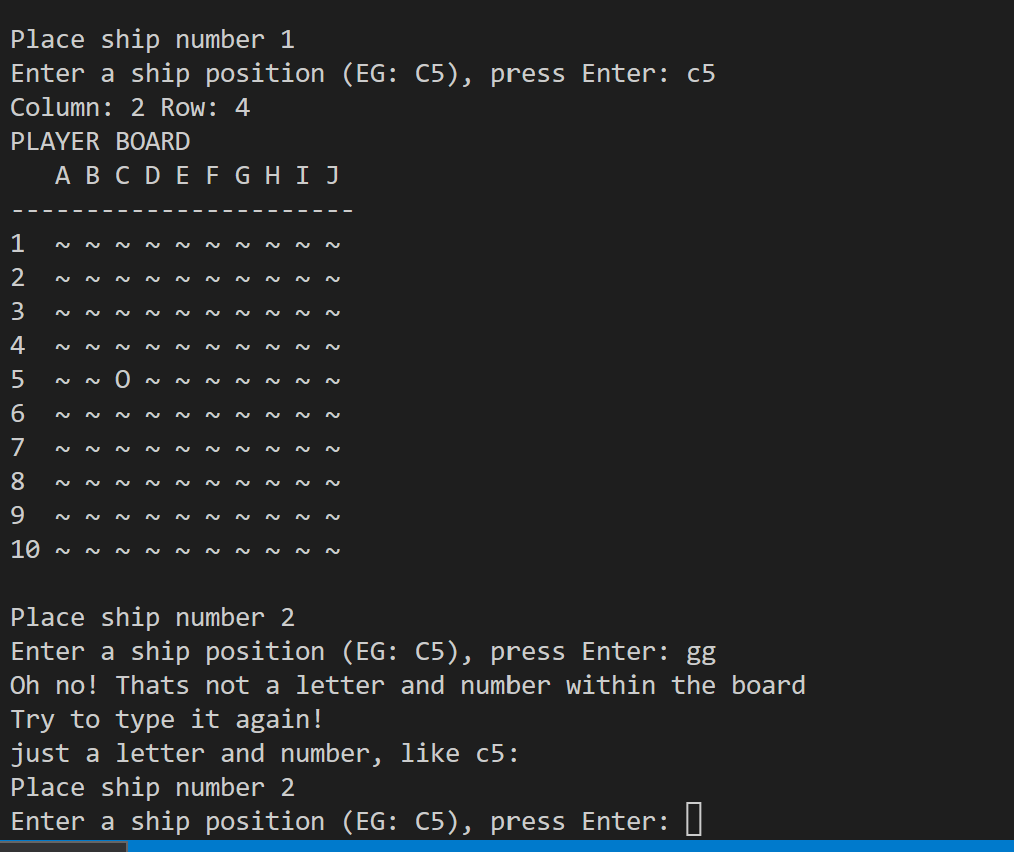 Place ship number 1
Enter a ship position (EG: C5), press Enter: c5
Column: 2 Row: 4
PLAYER BOARD
   A B C D E F G H I J
-----------------------
1  ~ ~ ~ ~ ~ ~ ~ ~ ~ ~
2  ~ ~ ~ ~ ~ ~ ~ ~ ~ ~
3  ~ ~ ~ ~ ~ ~ ~ ~ ~ ~
4  ~ ~ ~ ~ ~ ~ ~ ~ ~ ~
5  ~ ~ O ~ ~ ~ ~ ~ ~ ~
6  ~ ~ ~ ~ ~ ~ ~ ~ ~ ~
7  ~ ~ ~ ~ ~ ~ ~ ~ ~ ~
8  ~ ~ ~ ~ ~ ~ ~ ~ ~ ~
9  ~ ~ ~ ~ ~ ~ ~ ~ ~ ~
10 ~ ~ ~ ~ ~ ~ ~ ~ ~ ~

Place ship number 2
Enter a ship position (EG: C5), press Enter: gg
Oh no! Thats not a letter and number within the board
Try to type it again!
just a letter and number, like c5:
Place ship number 2
Enter a ship position (EG: C5), press Enter: